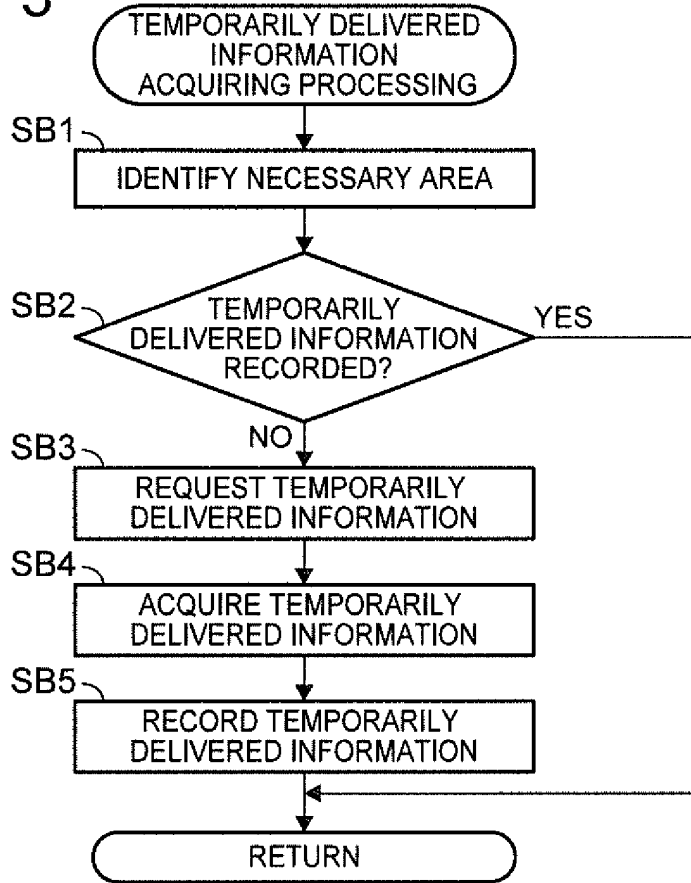 TEMPORARILY DELIVERED
INFORMATION
ACQUIRING PROCESSING
SB1
IDENTIFY NECESSARY AREA
SB2
TEMPORARILY
DELIVERED INFORMATION
RECORDED?
YES
NO
SB3
REQUEST TEMPORARILY
DELIVERED INFORMATION
SB4
ACQUIRE TEMPORARILY
DELIVERED INFORMATION
SB5
RECORD TEMPORARILY
DELIVERED INFORMATION
RETURN